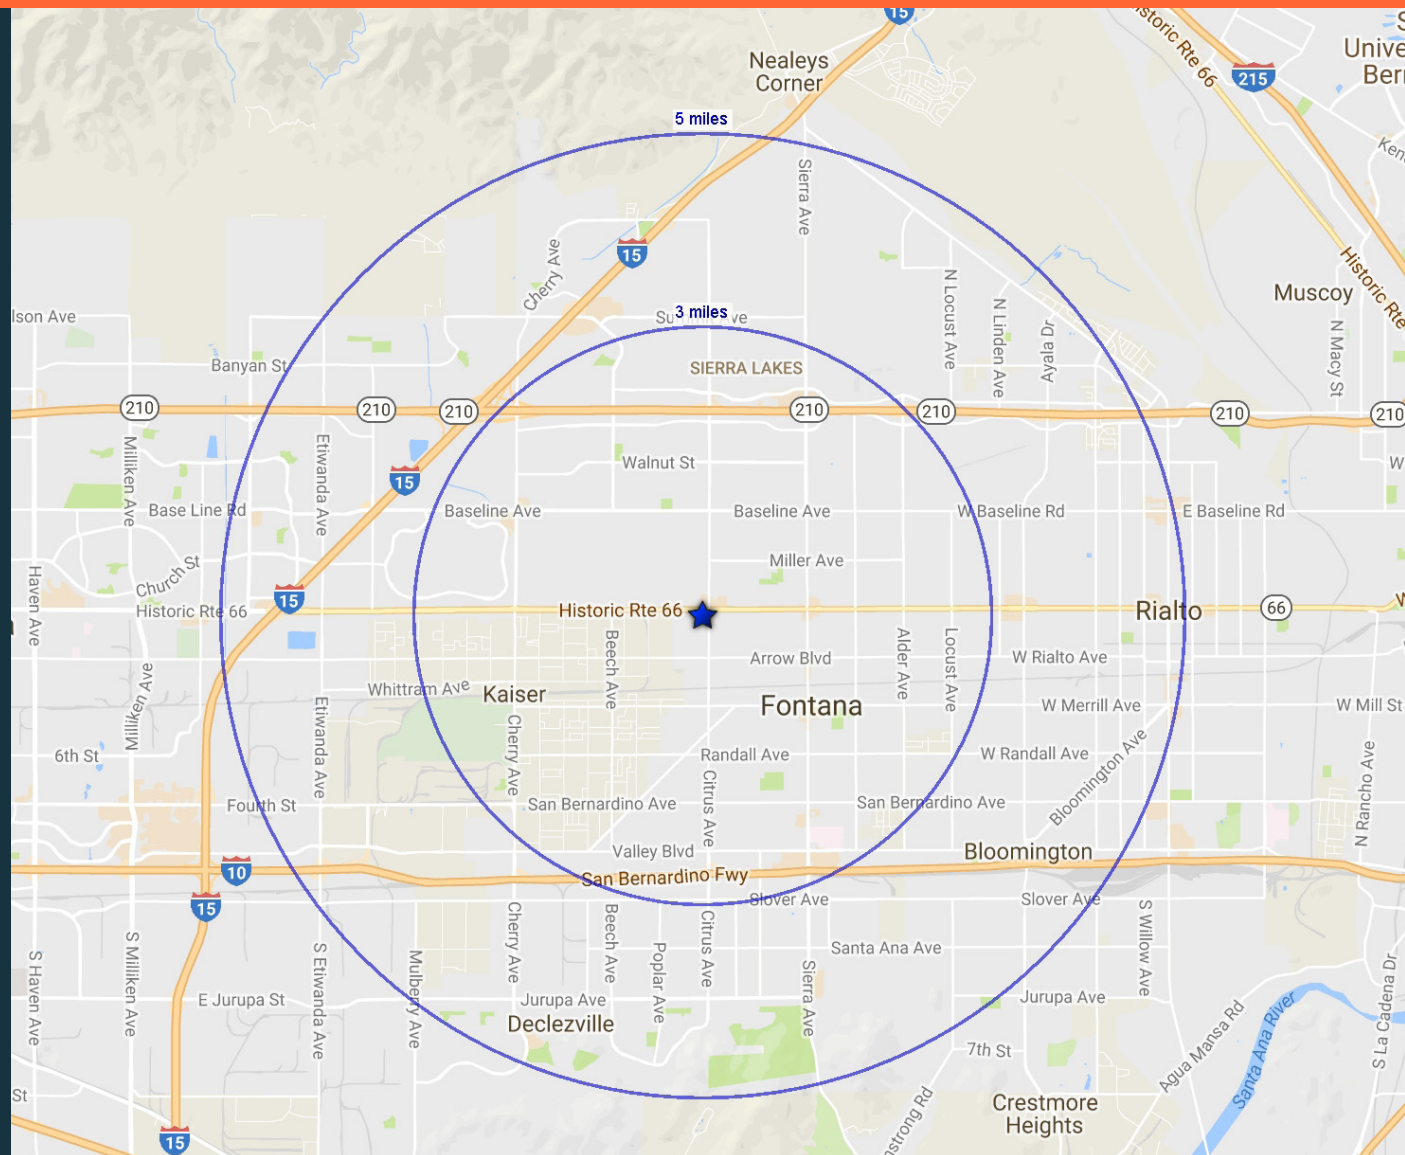 15
Nealeys
Corner
Historic Rte 66
215
5 miles
Sierra Ave
15
Cherry Ave
Muscoy
Historic Rte
N Locust Ave
N Linden Ave
Ayala Dr
N Macy St
lson Ave
3 miles
Banyan St
SIERRA LAKES
210
210
210
210
210
210
210
Milliken Ave
Etiwanda Ave
15
Walnut St
Base Line Rd
Baseline Ave
Baseline Ave
W Baseline Rd
E Baseline Rd
Church St
Miller Ave
Haven Ave
15
Historic Rte 66
Historic Rte 66
Rialto
66
Beech Ave
Alder Ave
Locust Ave
Arrow Blvd
W Rialto Ave
Milliken Ave
Whittram Ave
Kaiser
Etiwanda Ave
Fontana
W Merrill Ave
W Mill St
Cherry Ave
6th St
Randall Ave
W Randall Ave
Bloomington Ave
N Rancho Ave
Citrus Ave
Fourth St
San Bernardino Ave
San Bernardino Ave
Valley Blvd
Bloomington
10
San Bernardino Fwy
15
Slover Ave
Slover Ave
Cherry Ave
Beech Ave
Citrus Ave
S Willow Ave
S Haven Ave
S Milliken Ave
S Etiwanda Ave
Mulberry Ave
Poplar Ave
Sierra Ave
Santa Ana Ave
S La Cadena Dr
E Jurupa St
Jurupa Ave
Jurupa Ave
Declezville
Agua Mansa Rd
Santa Ana River
7th St
St
Crestmore
Heights
15